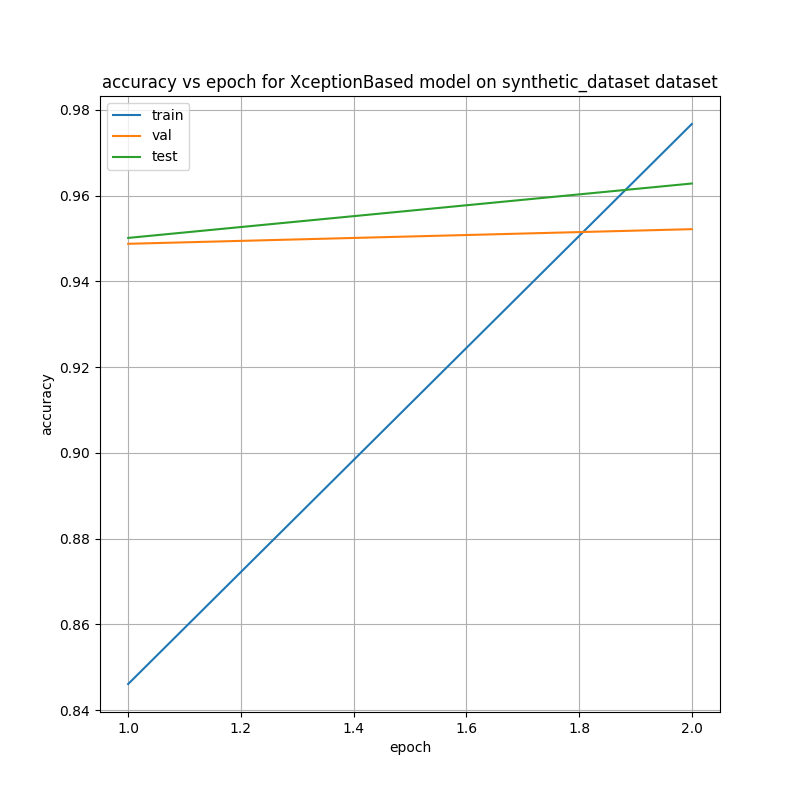 accuracy vs epoch for XceptionBased model on synthetic_dataset dataset
train
val
test
accuracy
0.98
0.96
0.94
0.92
0.90
0.88
0.86
0.84
1.0 1.2 1.4 1.6 1.8 2.0
epoch